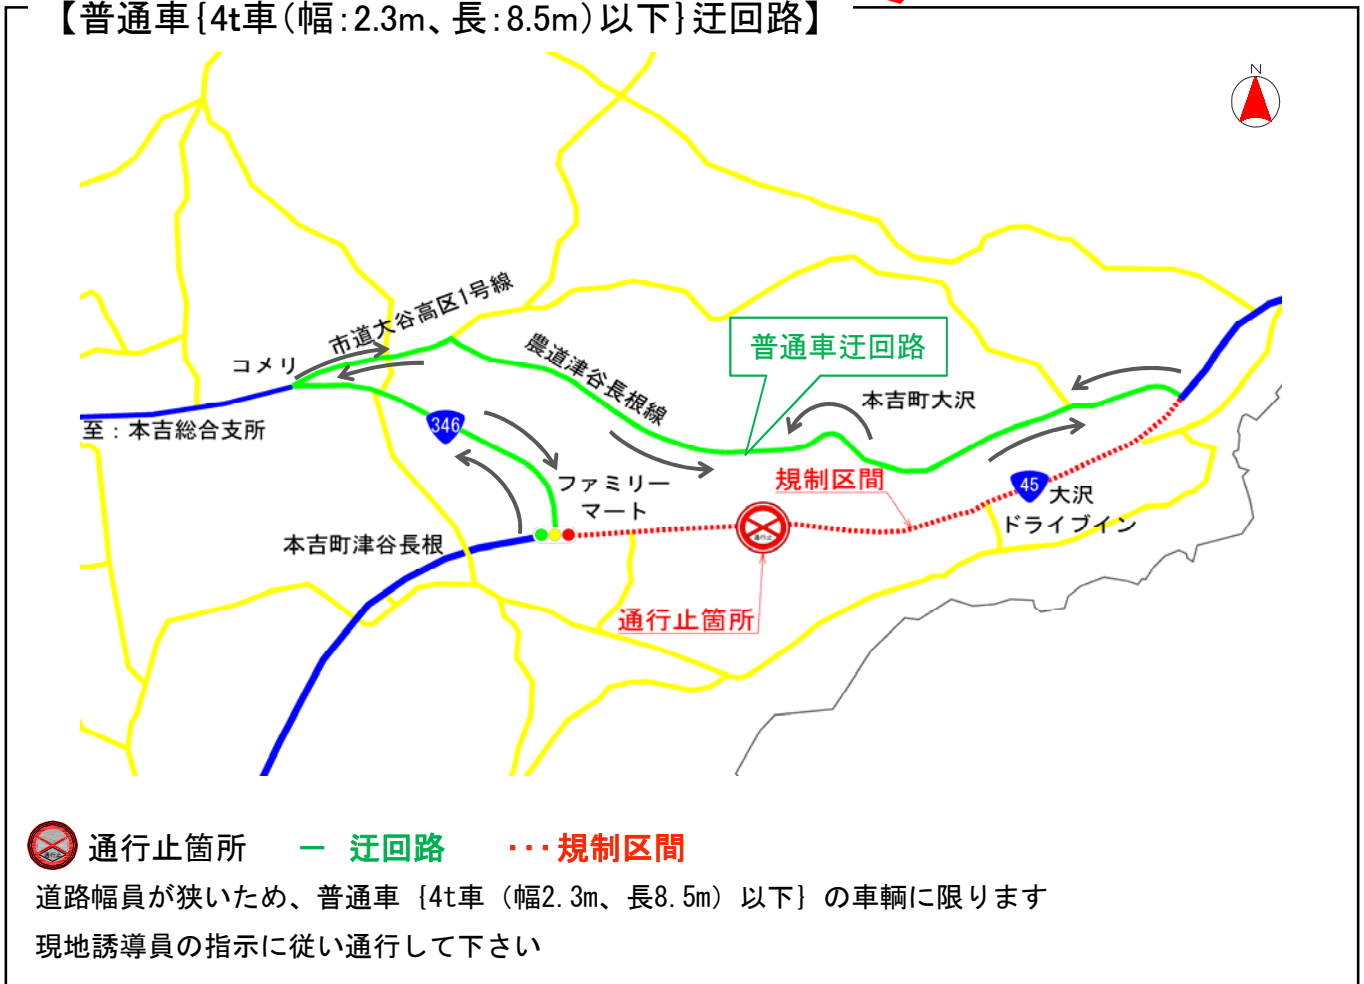 【普通車{4t車(幅:2.3m、長:8.5m)以下}迂回路】
N
市道大谷高区1号線
コメリ
農道津谷長根線
普通車迂回路
本吉町大沢
至:本吉総合支所
346
ファミリー
マート
規制区間
45
大沢
ドライブイン
本吉町津谷長根
通行止
通行止箇所
通行止
通行止箇所
迂回路
規制区間
道路幅員が狭いため、普通車 {4t車 (幅2.3m、長8.5m) 以下} の車輌に限ります
現地誘導員の指示に従い通行して下さい